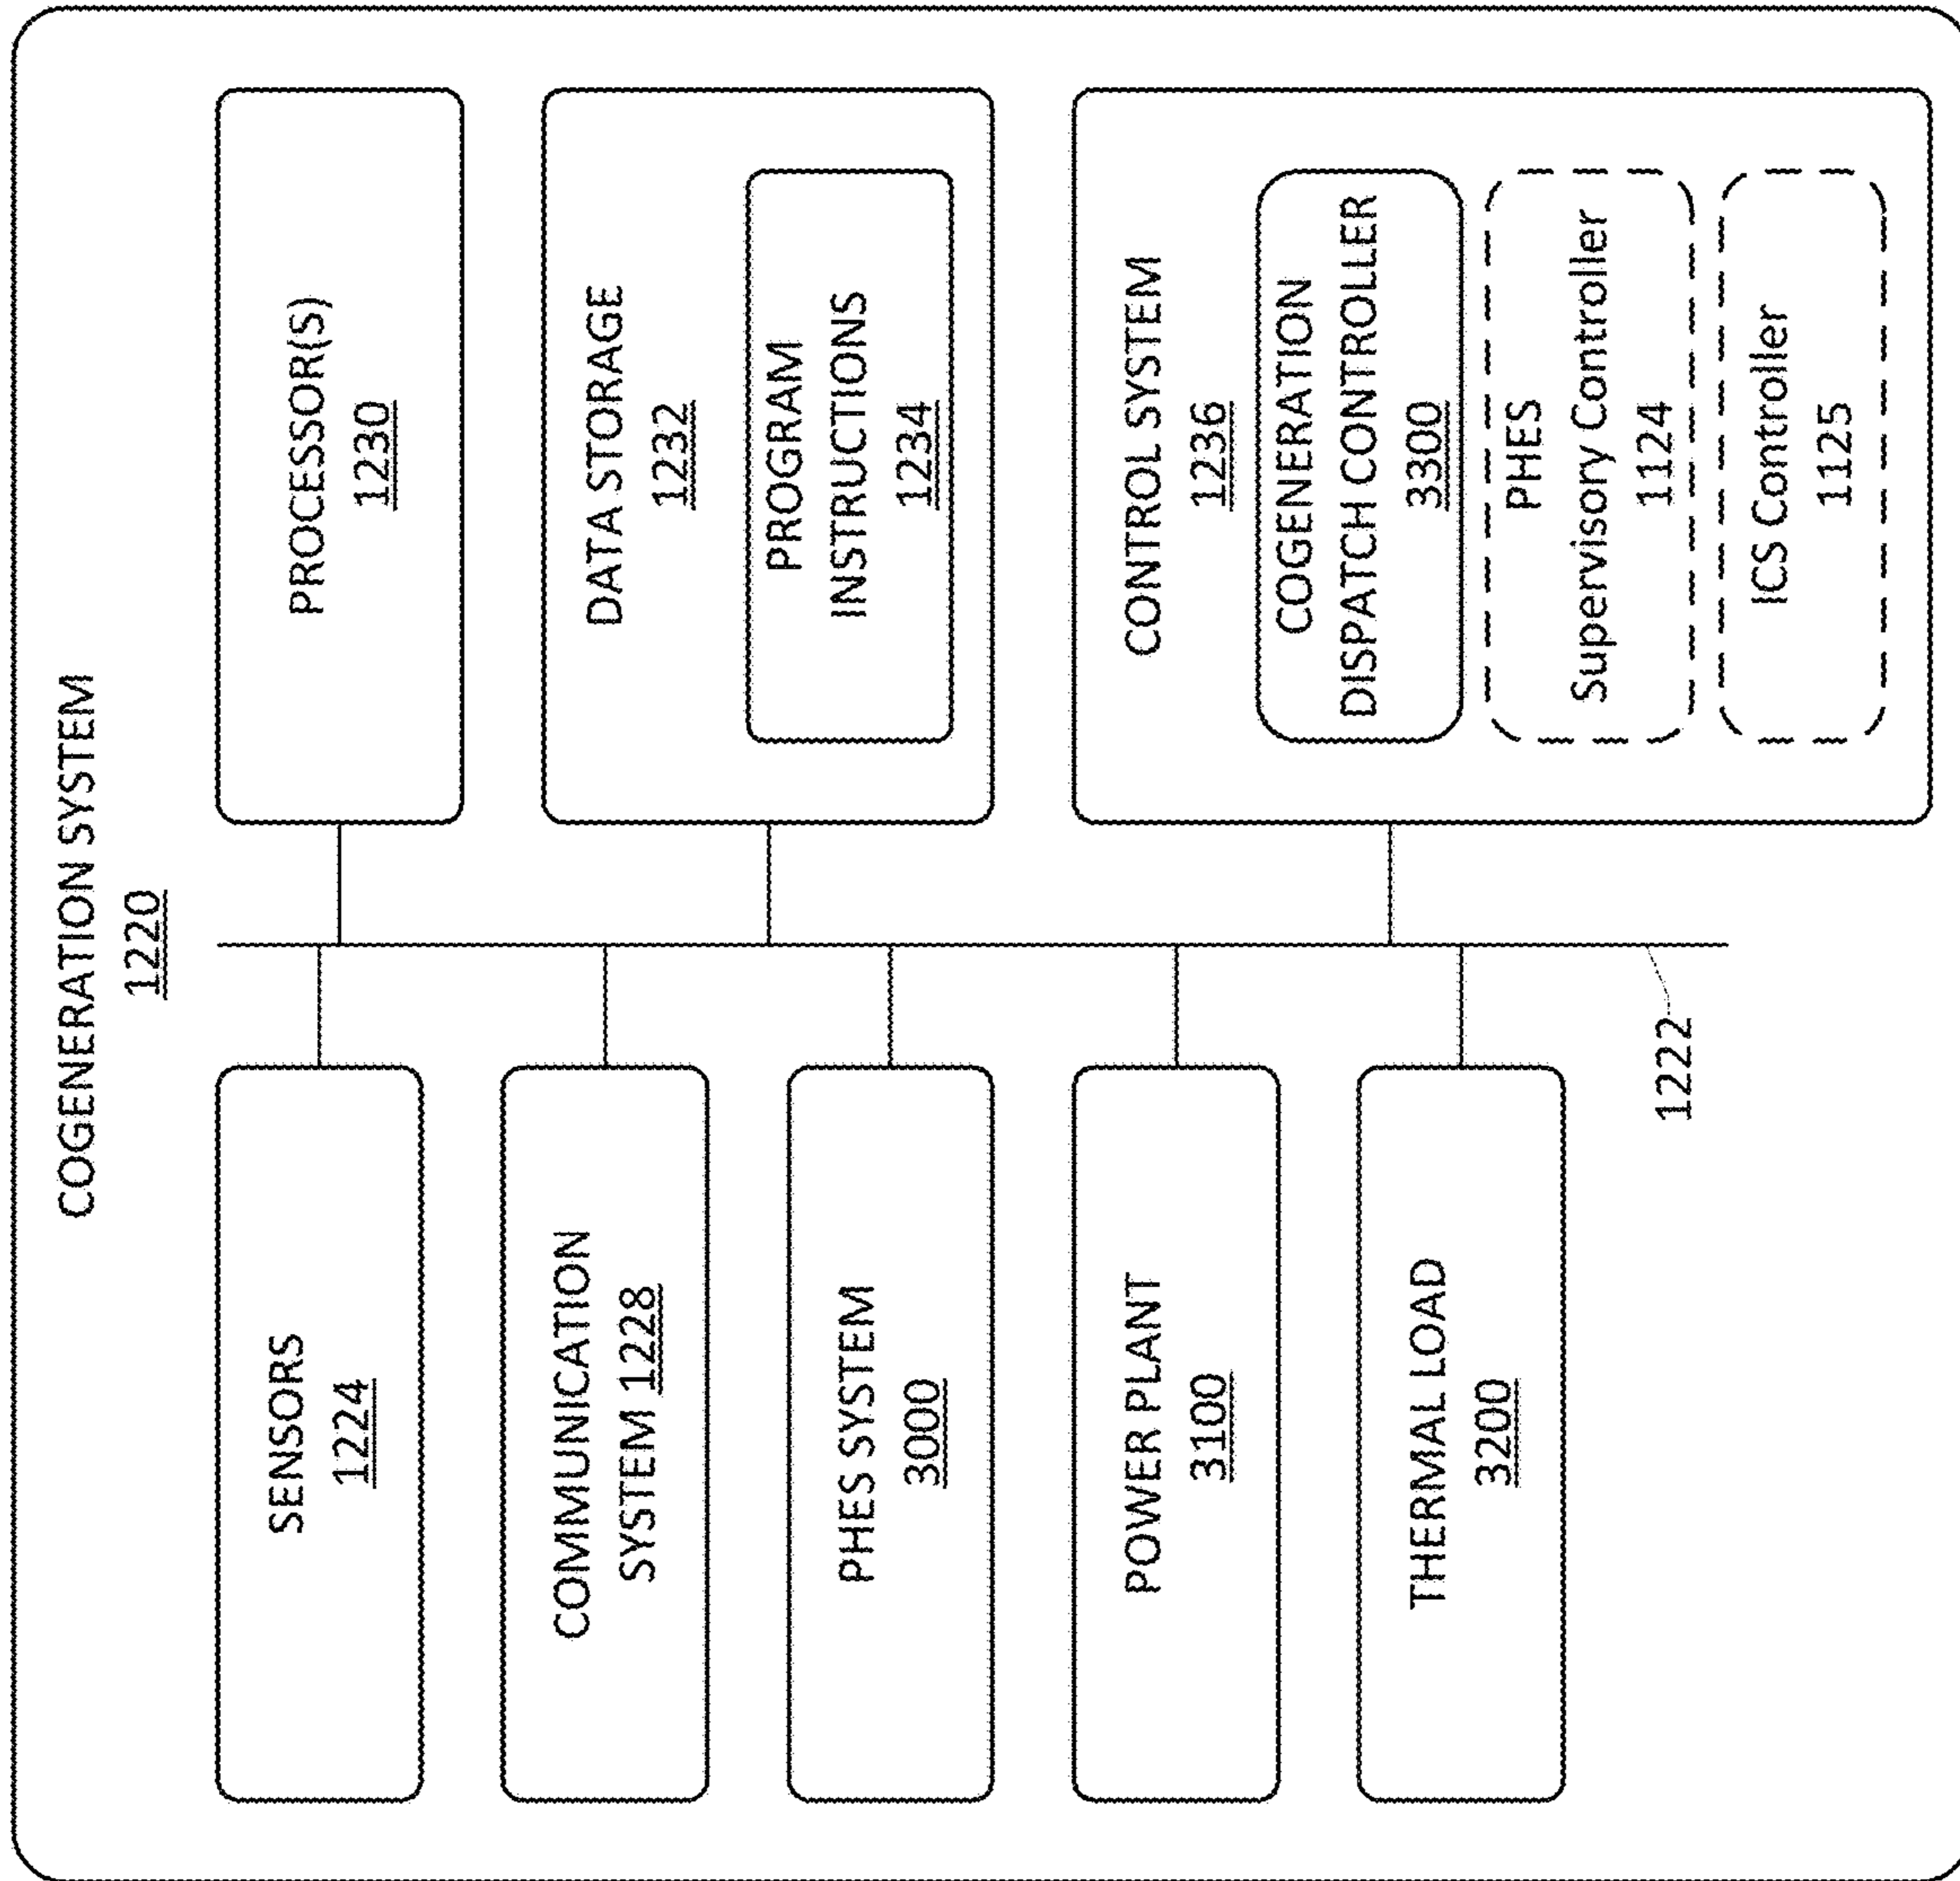 COGENERATION SYSTEM
1220
SENSORS
1224
COMMUNICATION
SYSTEM 1228
PHES SYSTEM
3000
POWER PLANT
3100
THERMAL LOAD
3200
1222
PROCESSOR(S)
1230
DATA STORAGE
1232
PROGRAM
INSTRUCTIONS
1234
CONTROL SYSTEM
1236
COGENERATION
DISPATCH CONTROLLER
3300
PHES
Supervisory Controller
1124
ICS Controller
1125